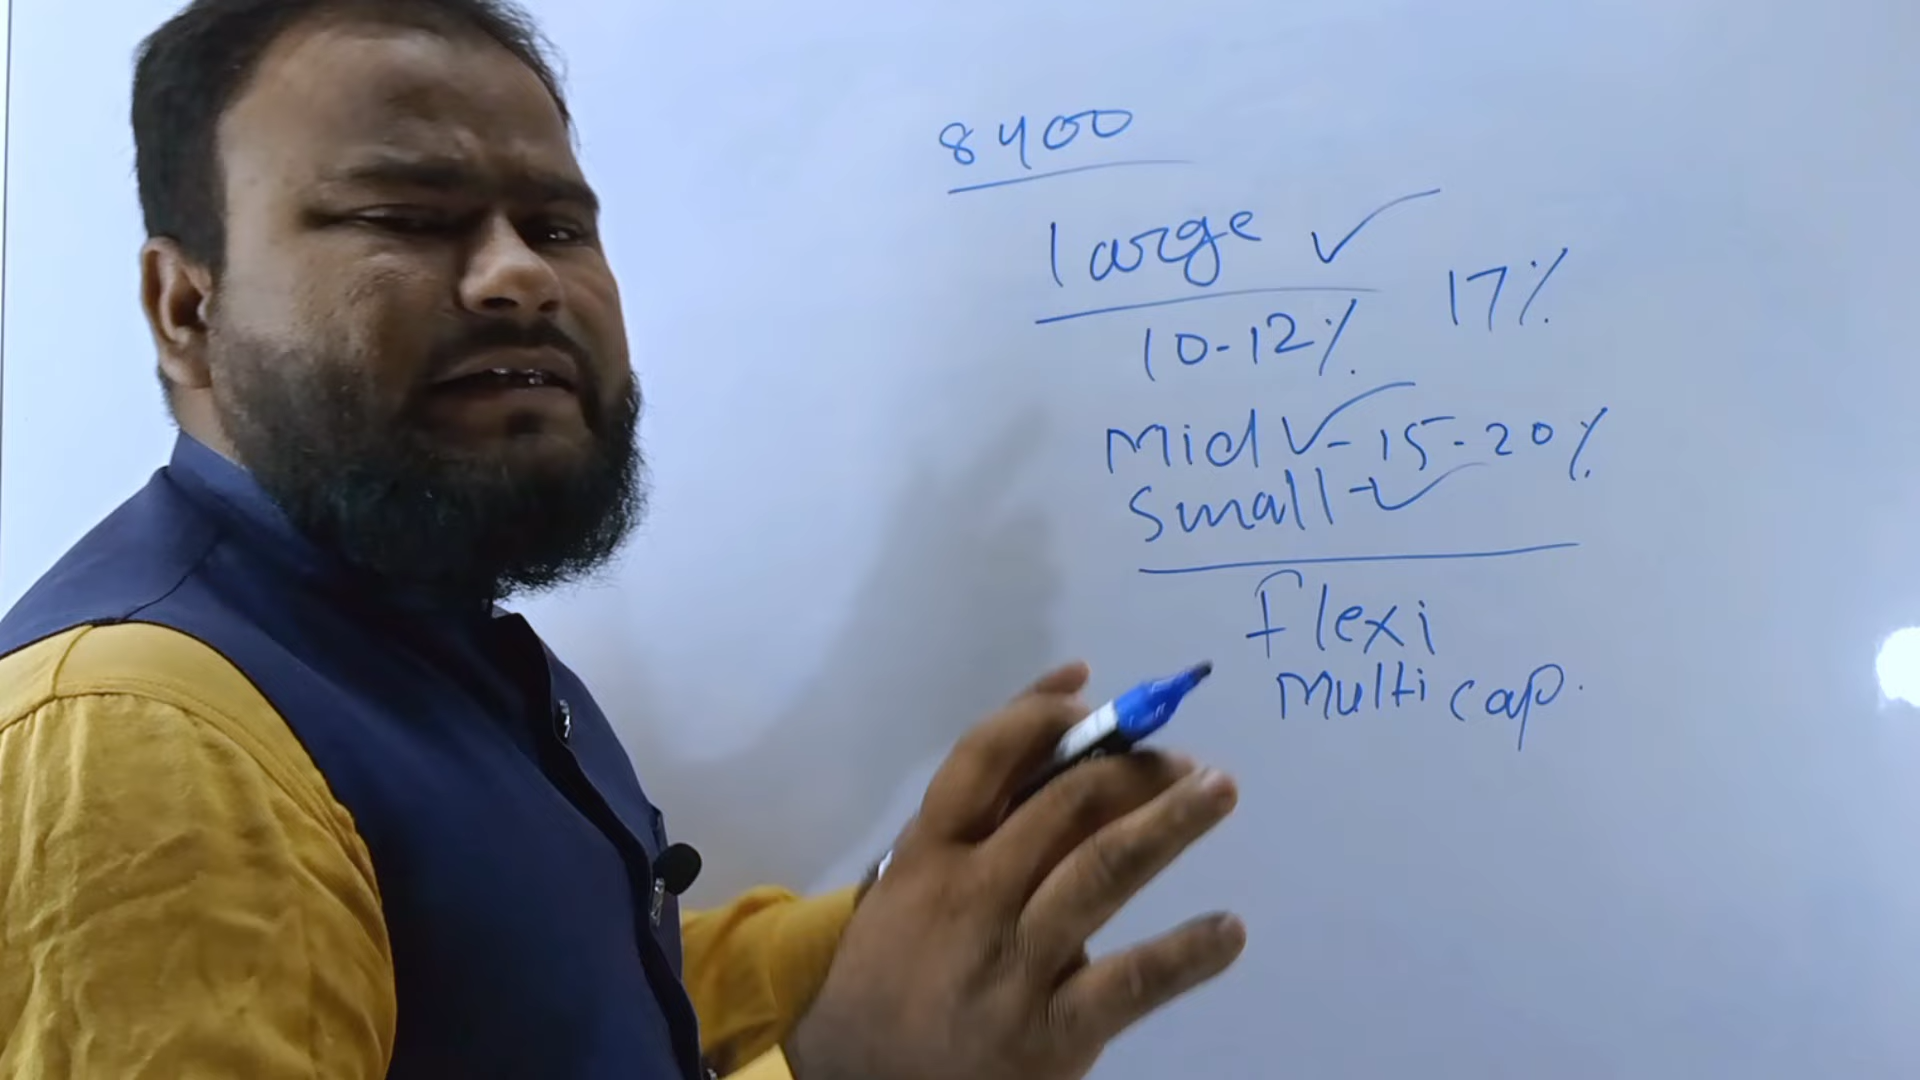 8400
large ✓
10-12% 17%
Mid ✓- 15-20%
Small-✓
flexi
Multi cap.